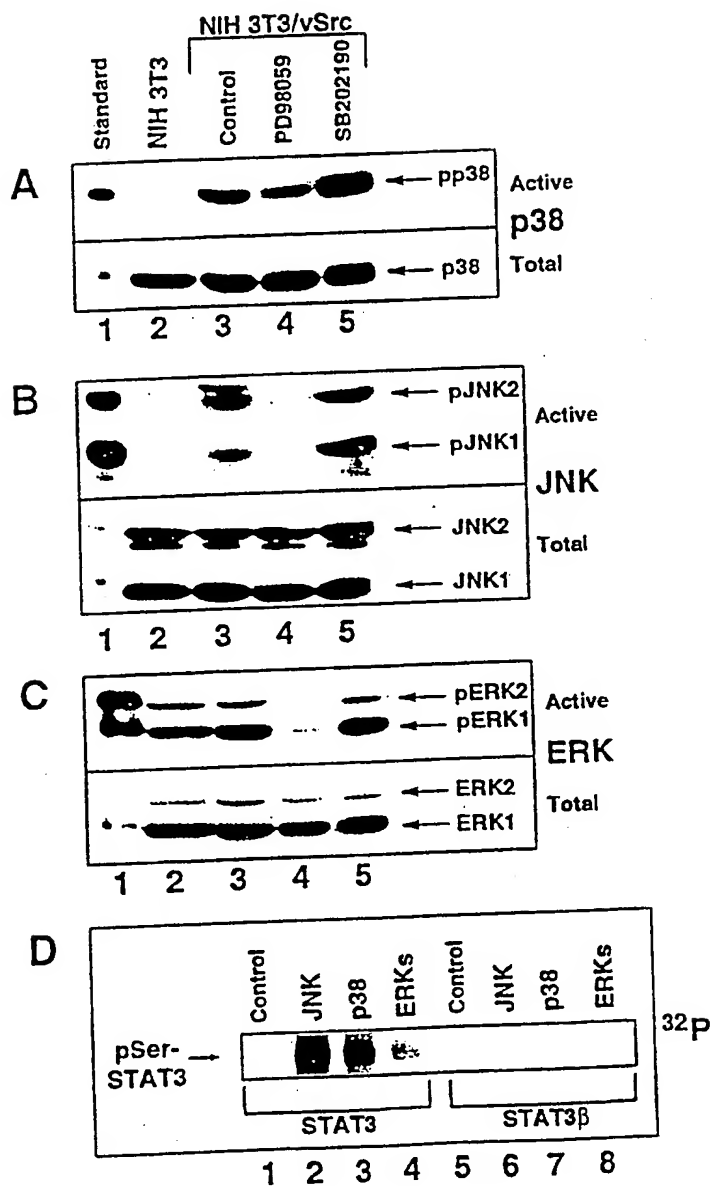 NIH 3T3/vSrc
Standard
NIH 3T3
Control
PD98059
SB202190
A
pp38
Active
p38
p38
Total
1 2 3 4 5
B
pJNK2
Active
pJNK1
JNK
JNK2
Total
JNK1
1 2 3 4 5
C
pERK2
Active
pERK1
ERK
ERK2
Total
ERK1
1 2 3 4 5
D
Control JNK p38 ERKs Control JNK p38 ERKs
32P
pSer-
STAT3
STAT3 STAT3β
1 2 3 4 5 6 7 8